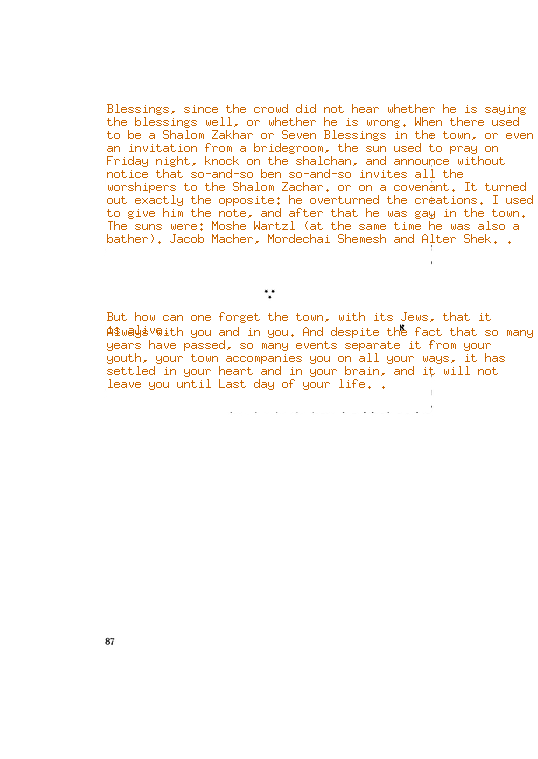 Blessings, since the crowd did not hear whether he is saying
the blessings well, or whether he is wrong. When there used
to be a Shalom Zakhar or Seven Blessings in the town, or even
an invitation from a bridegroom, the sun used to pray on
Friday night, knock on the shalchan, and announce without
notice that so-and-so ben so-and-so invites all the
worshipers to the Shalom Zachar. or on a covenant. It turned
out exactly the opposite: he overturned the creations. I used
to give him the note, and after that he was gay in the town.
The suns were: Moshe Wartzl (at the same time he was also a
bather). Jacob Macher, Mordechai Shemesh and Alter Shek. .
But how can one forget the town, with its Jews, that it
is alive.
Always with you and in you. And despite the fact that so many
years have passed, so many events separate it from your
youth, your town accompanies you on all your ways, it has
settled in your heart and in your brain, and it will not
leave you until Last day of your life. .
87